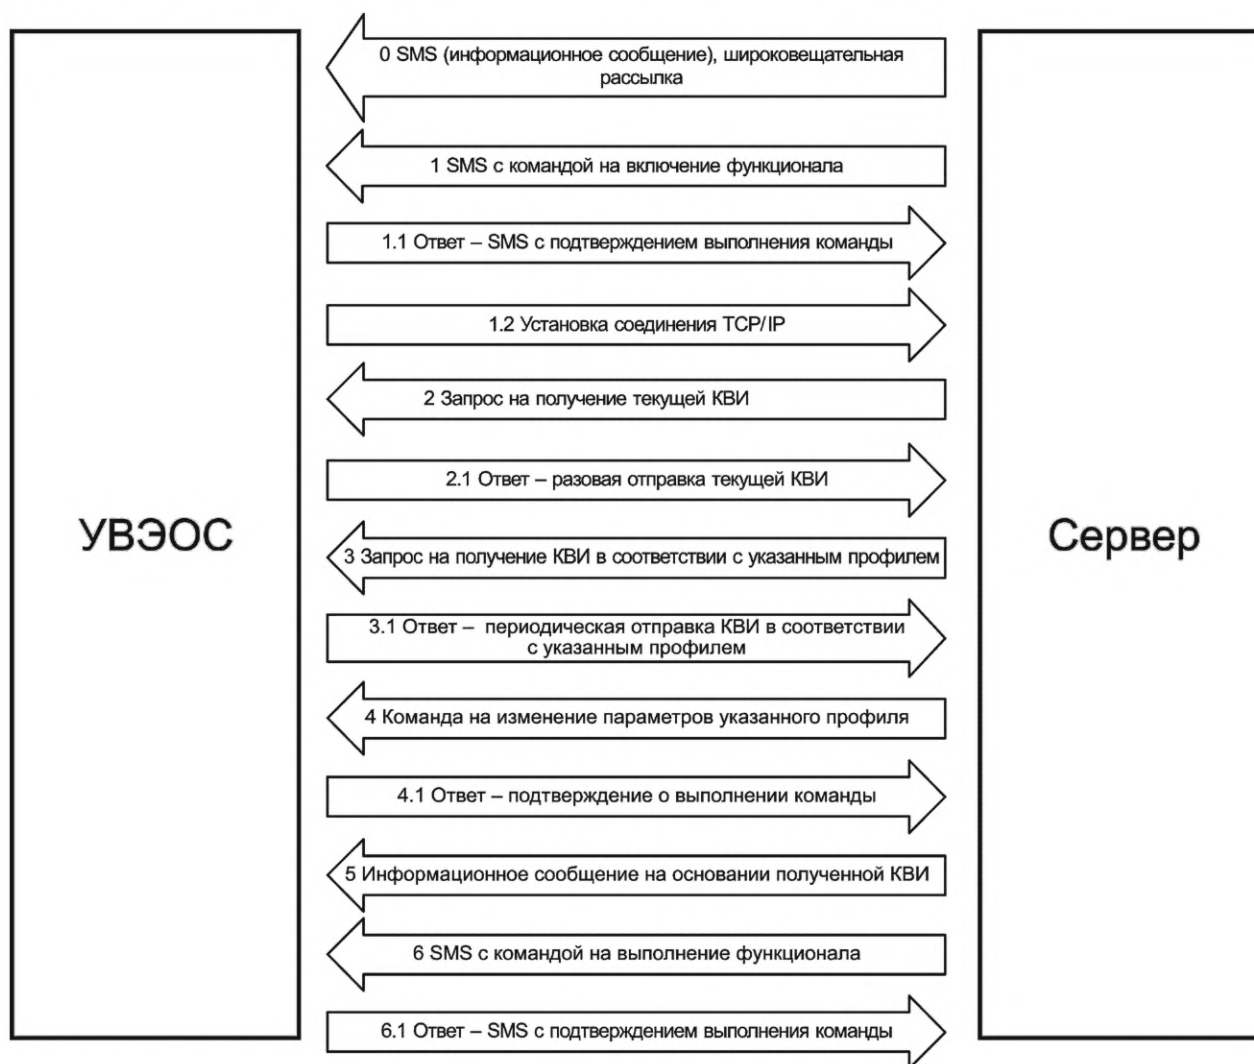 0 SMS (информационное сообщение), широковещательная
рассылка
1 SMS с командой на включение функционала
1.1 Ответ – SMS с подтверждением выполнения команды
1.2 Установка соединения TCP/IP
2 Запрос на получение текущей КВИ
2.1 Ответ – разовая отправка текущей КВИ
УВЭОС
Сервер
3 Запрос на получение КВИ в соответствии с указанным профилем
3.1 Ответ – периодическая отправка КВИ в соответствии
с указанным профилем
4 Команда на изменение параметров указанного профиля
4.1 Ответ – подтверждение о выполнении команды
5 Информационное сообщение на основании полученной КВИ
6 SMS с командой на выполнение функционала
6.1 Ответ – SMS с подтверждением выполнения команды